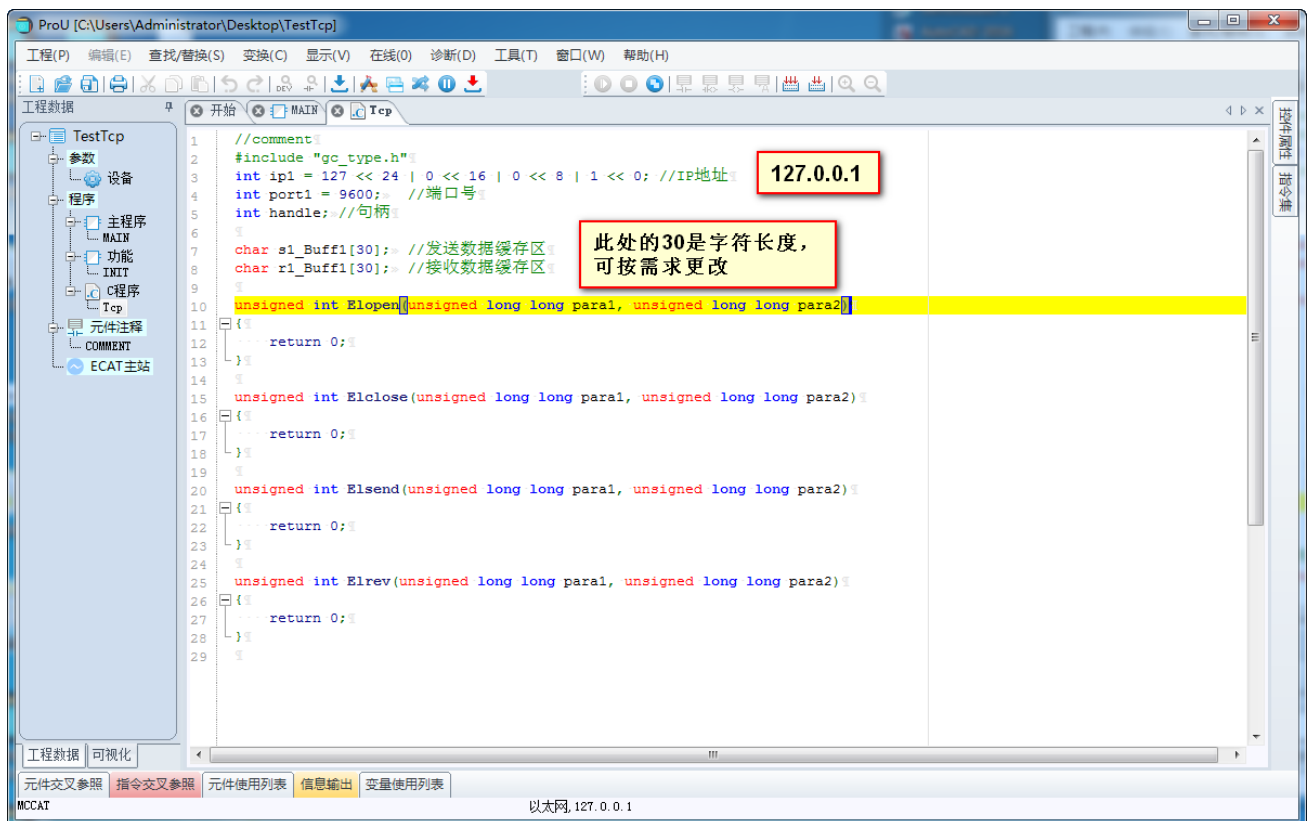 ProU [C:\Users\Administrator\Desktop\TestTcp]
工程(P) 编辑(E) 查找/替换(S) 变换(C) 显示(V) 在线(0) 诊断(D) 工具(T) 窗口(W) 帮助(H)
工程数据
开始 MAIN Tcp
TestTcp
参数
设备
程序
主程序
MAIN
功能
INIT
C程序
Tcp
元件注释
COMMENT
ECAT主站
1 //comment
2 #include "gc_type.h"
3 int ip1 = 127 << 24 | 0 << 16 | 0 << 8 | 1 << 0; //IP地址
4 int port1 = 9600; //端口号
5 int handle; //句柄
6
7 char s1_Buff1[30]; //发送数据缓存区
8 char r1_Buff1[30]; //接收数据缓存区
9
10 unsigned int Elopen(unsigned long long para1, unsigned long long para2)
11 {
12 return 0;
13 }
14
15 unsigned int Elclose(unsigned long long para1, unsigned long long para2)
16 {
17 return 0;
18 }
19
20 unsigned int Elsend(unsigned long long para1, unsigned long long para2)
21 {
22 return 0;
23 }
24
25 unsigned int Elrev(unsigned long long para1, unsigned long long para2)
26 {
27 return 0;
28 }
29
127.0.0.1
此处的30是字符长度，
可按需求更改
控件属性
指令集
工程数据 可视化
元件交叉参照 指令交叉参照 元件使用列表 信息输出 变量使用列表
MCCAT 以太网,127.0.0.1